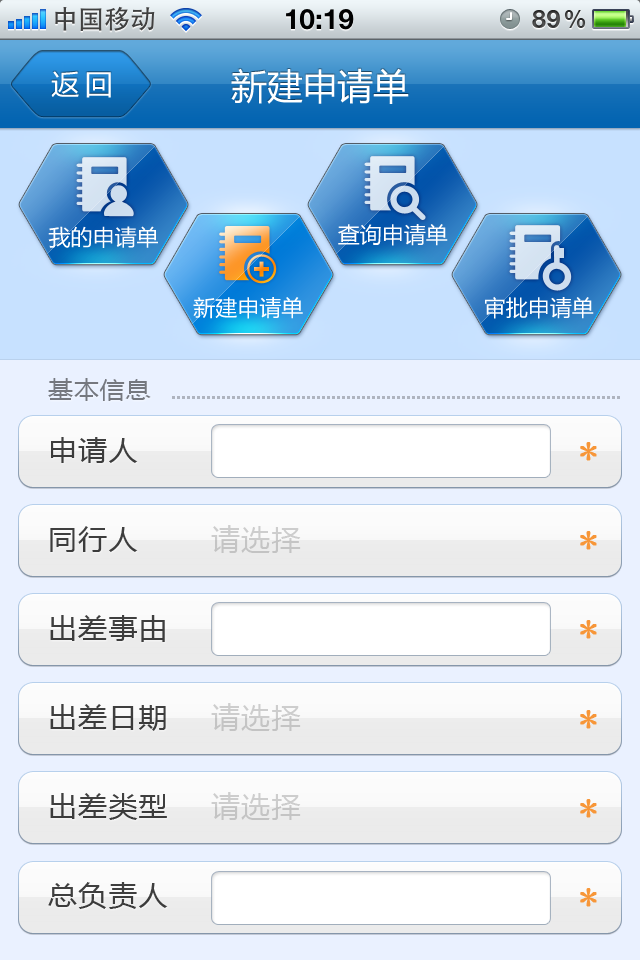 中国移动 10:19 89%
返回 新建申请单
我的申请单
新建申请单
查询申请单
审批申请单
基本信息
申请人 *
同行人 请选择 *
出差事由 *
出差日期 请选择 *
出差类型 请选择 *
总负责人 *